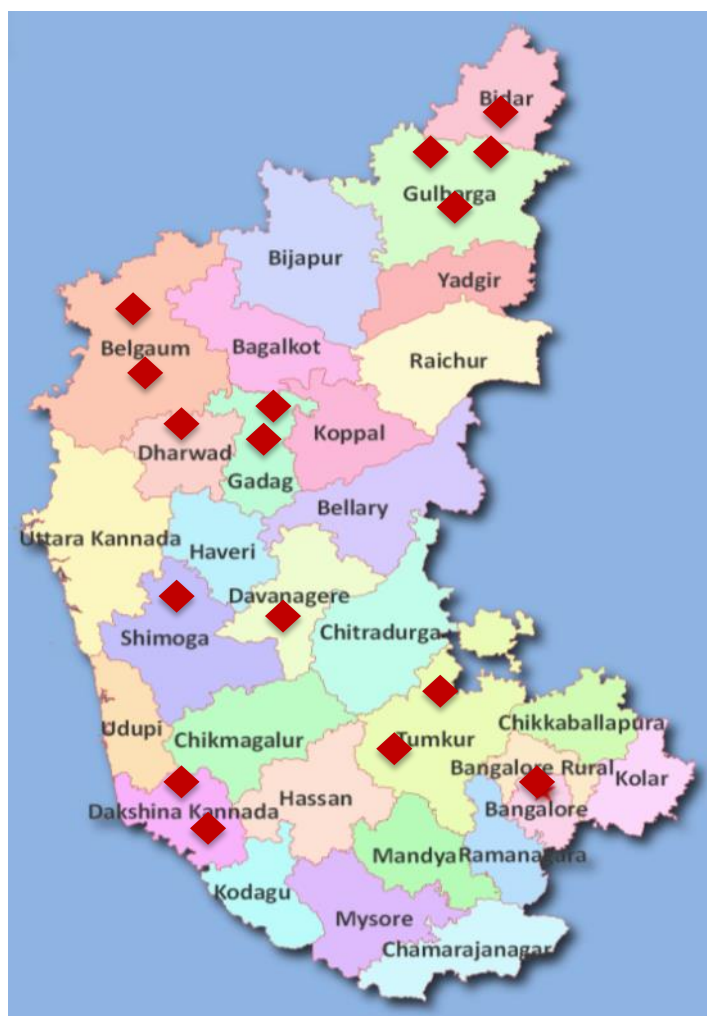 Bidar
Gulbarga
Bijapur
Yadgir
Belgaum
Bagalkot
Raichur
Dharwad
Koppal
Gadag
Bellary
Uttara Kannada
Haveri
Davanagere
Shimoga
Chitradurga
Udupi
Chikmagalur
Tumkur
Chikkaballapura
Bangalore Rural
Kolar
Dakshina Kannada
Hassan
Bangalore
Mandya
Ramanagara
Kodagu
Mysore
Chamarajanagar